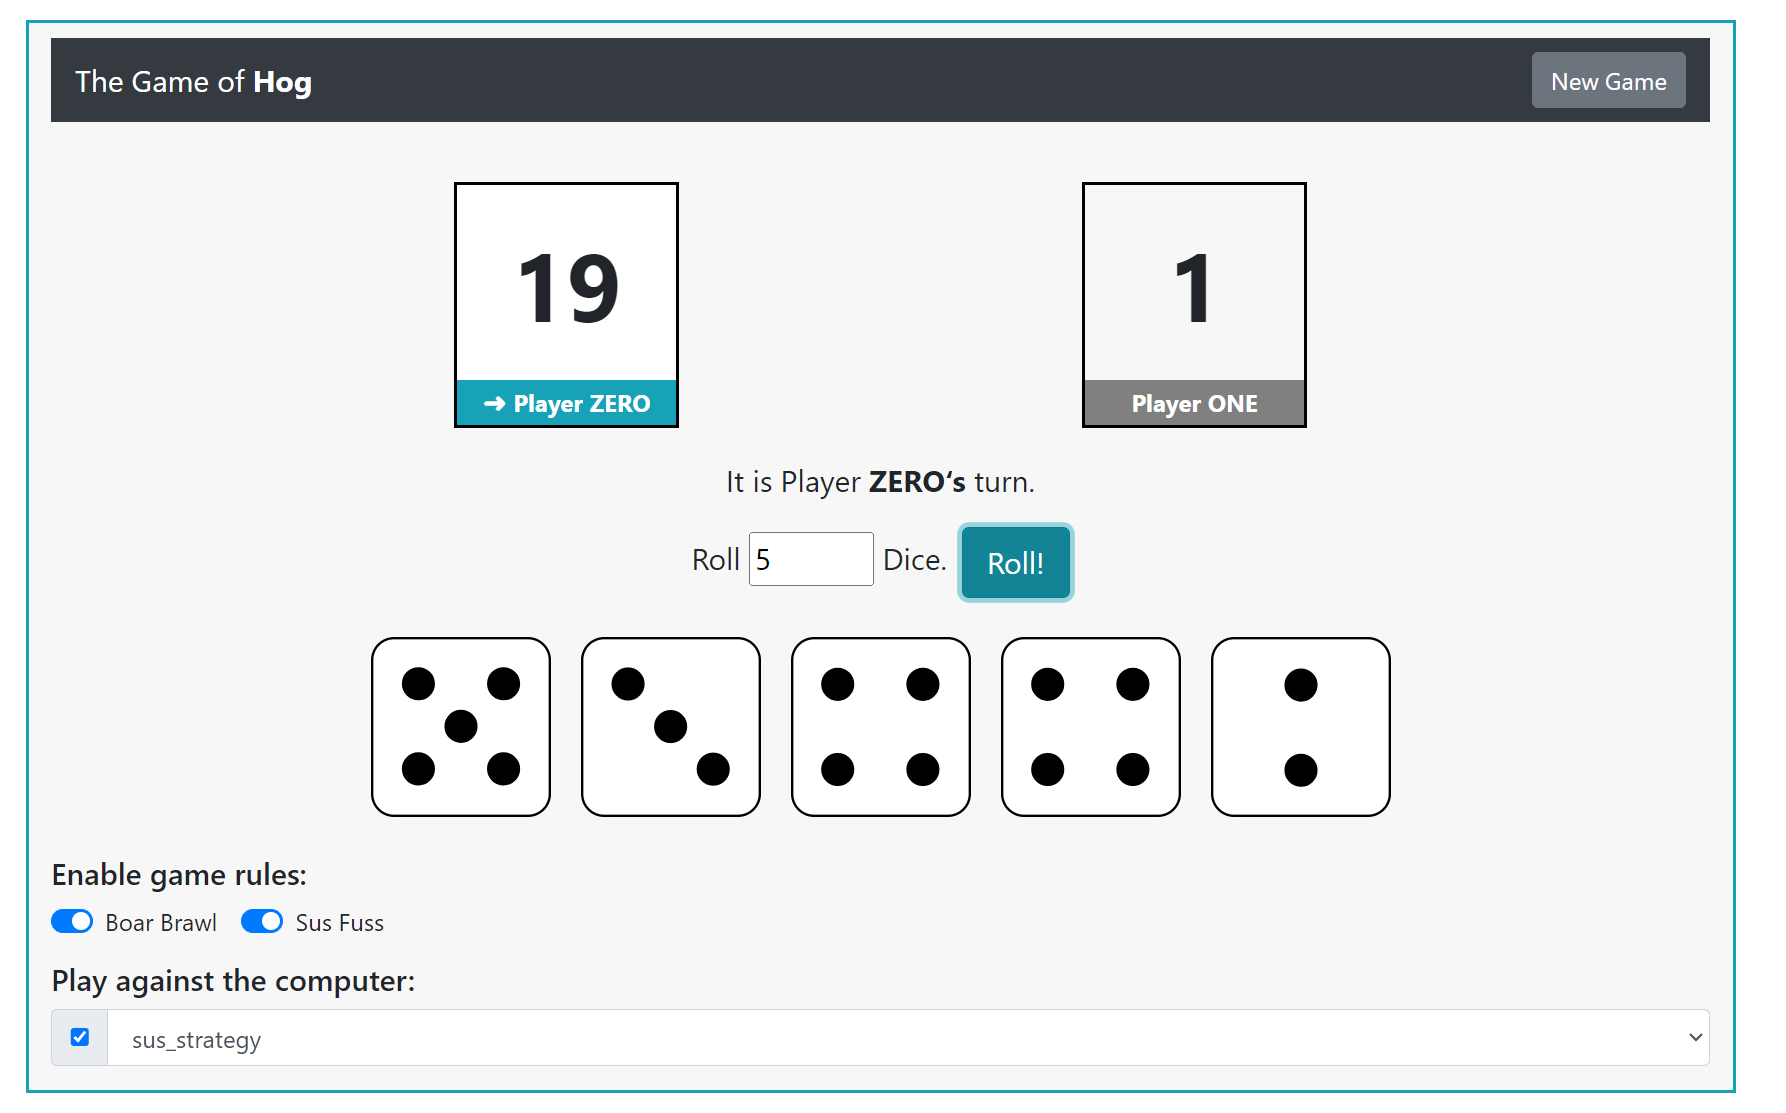 The Game of Hog
New Game
19
1
➜ Player ZERO
Player ONE
It is Player ZERO‘s turn.
Roll 5 Dice. Roll!
Enable game rules:
Boar Brawl Sus Fuss
Play against the computer:
sus_strategy